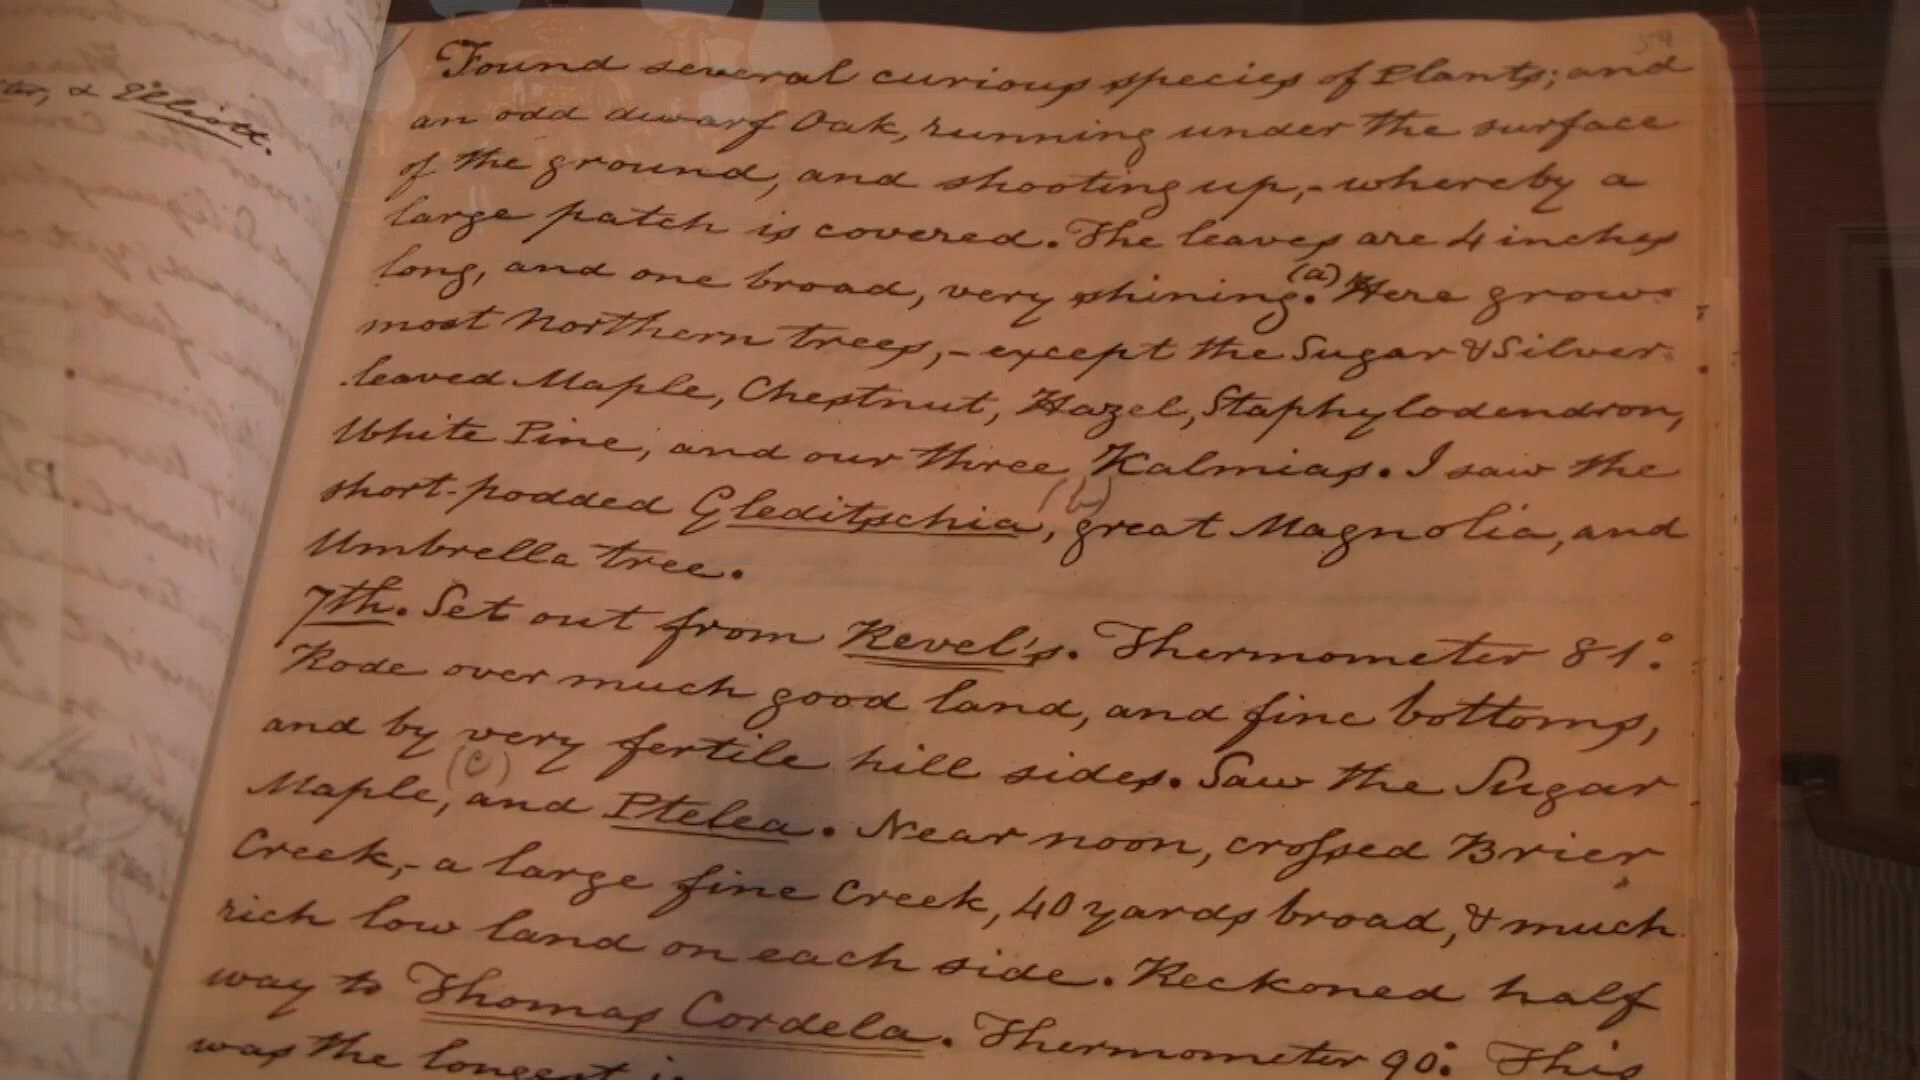 & Elliott.
Found several curious species of Plants; and
an odd dwarf Oak, running under the surface
of the ground, and shooting up,- whereby a
large patch is covered. The leaves are 4 inches
long, and one broad, very shining.(a) Here grows
most Northern trees,- except the Sugar & Silver
leaved Maple, Chestnut, Hazel, Staphylodendron,
White Pine, and our three Kalmias. I saw the
short-podded Gleditschia,(b) great Magnolia, and
Umbrella tree.
7th. Set out from Revel's. Thermometer 81°.
Rode over much good land, and fine bottoms,
and by very fertile hill sides. Saw the Sugar
Maple,(c) and Ptelea. Near noon, crossed Brier
Creek,- a large fine Creek, 40 yards broad, & much
rich low land on each side. Reckoned half
way to Thomas Cordela. Thermometer 90°. This
was the longest